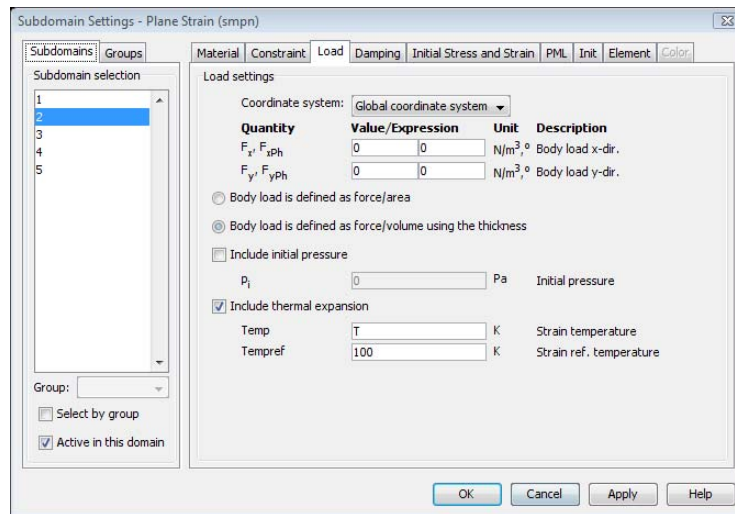 Subdomain Settings - Plane Strain (smpn)
Subdomains Groups
Material Constraint Load Damping Initial Stress and Strain PML Init Element Color
Subdomain selection
1
2
3
4
5
Group:
Select by group
Active in this domain
Load settings
Coordinate system: Global coordinate system
Quantity Value/Expression Unit Description
Fx, FxPh 0 0 N/m³,° Body load x-dir.
Fy, FyPh 0 0 N/m³,° Body load y-dir.
Body load is defined as force/area
Body load is defined as force/volume using the thickness
Include initial pressure
pi 0 Pa Initial pressure
Include thermal expansion
Temp T K Strain temperature
Tempref 100 K Strain ref. temperature
OK Cancel Apply Help